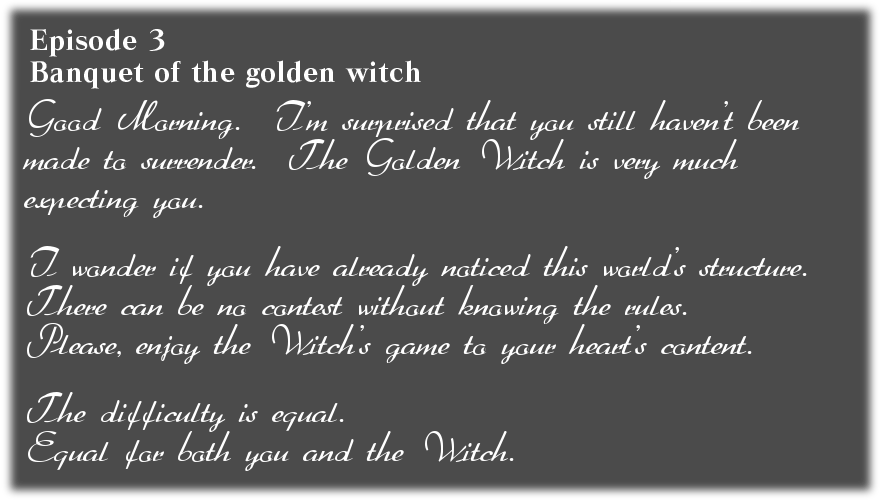 Episode 3
Banquet of the golden witch
Good Morning. I'm surprised that you still haven't been
made to surrender. The Golden Witch is very much
expecting you.
I wonder if you have already noticed this world's structure.
There can be no contest without knowing the rules.
Please, enjoy the Witch's game to your heart's content.
The difficulty is equal.
Equal for both you and the Witch.